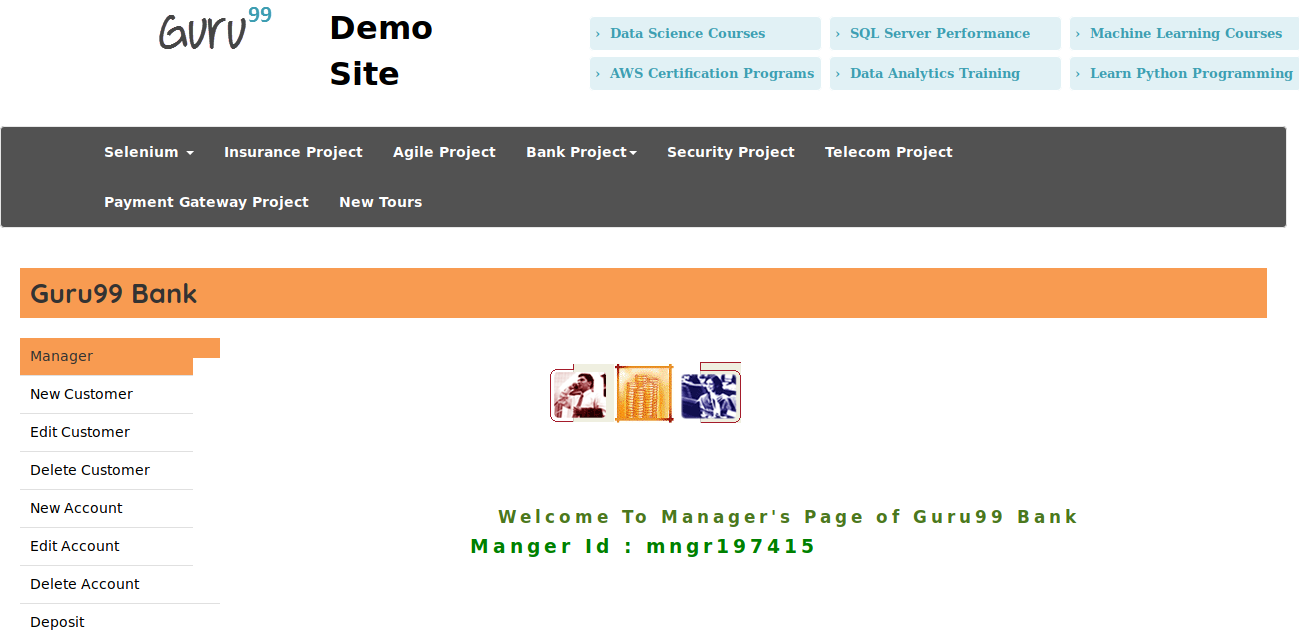 Guru99
Demo
Site
› Data Science Courses
› SQL Server Performance
› Machine Learning Courses
› AWS Certification Programs
› Data Analytics Training
› Learn Python Programming
Selenium
Insurance Project
Agile Project
Bank Project
Security Project
Telecom Project
Payment Gateway Project
New Tours
Guru99 Bank
Manager
New Customer
Edit Customer
Delete Customer
New Account
Edit Account
Delete Account
Deposit
Welcome To Manager's Page of Guru99 Bank
Manger Id : mngr197415